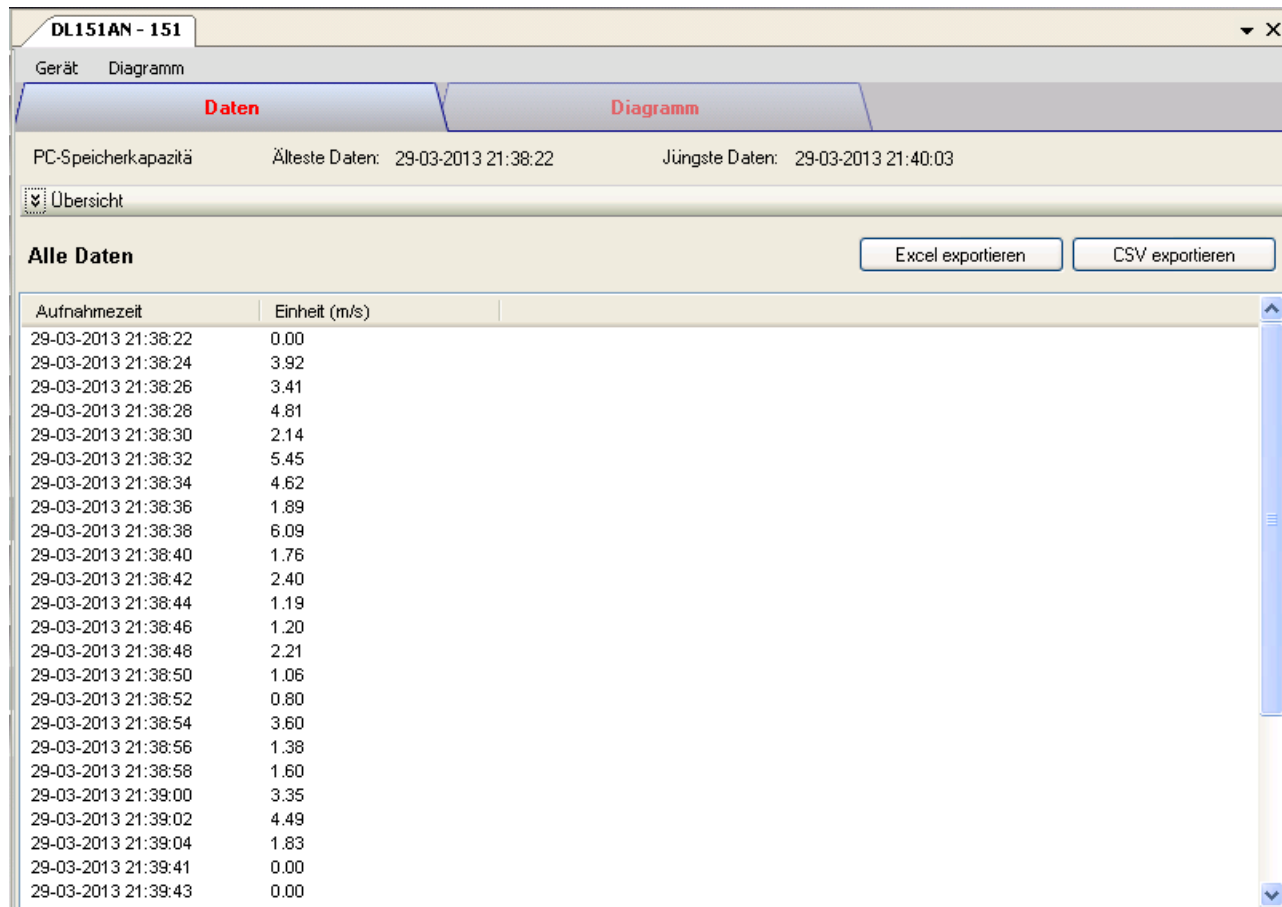 DL151AN - 151
Gerät Diagramm
Daten Diagramm
PC-Speicherkapazitä Älteste Daten: 29-03-2013 21:38:22 Jüngste Daten: 29-03-2013 21:40:03
Übersicht
Alle Daten Excel exportieren CSV exportieren
Aufnahmezeit Einheit (m/s)
29-03-2013 21:38:22 0.00
29-03-2013 21:38:24 3.92
29-03-2013 21:38:26 3.41
29-03-2013 21:38:28 4.81
29-03-2013 21:38:30 2.14
29-03-2013 21:38:32 5.45
29-03-2013 21:38:34 4.62
29-03-2013 21:38:36 1.89
29-03-2013 21:38:38 6.09
29-03-2013 21:38:40 1.76
29-03-2013 21:38:42 2.40
29-03-2013 21:38:44 1.19
29-03-2013 21:38:46 1.20
29-03-2013 21:38:48 2.21
29-03-2013 21:38:50 1.06
29-03-2013 21:38:52 0.80
29-03-2013 21:38:54 3.60
29-03-2013 21:38:56 1.38
29-03-2013 21:38:58 1.60
29-03-2013 21:39:00 3.35
29-03-2013 21:39:02 4.49
29-03-2013 21:39:04 1.83
29-03-2013 21:39:41 0.00
29-03-2013 21:39:43 0.00